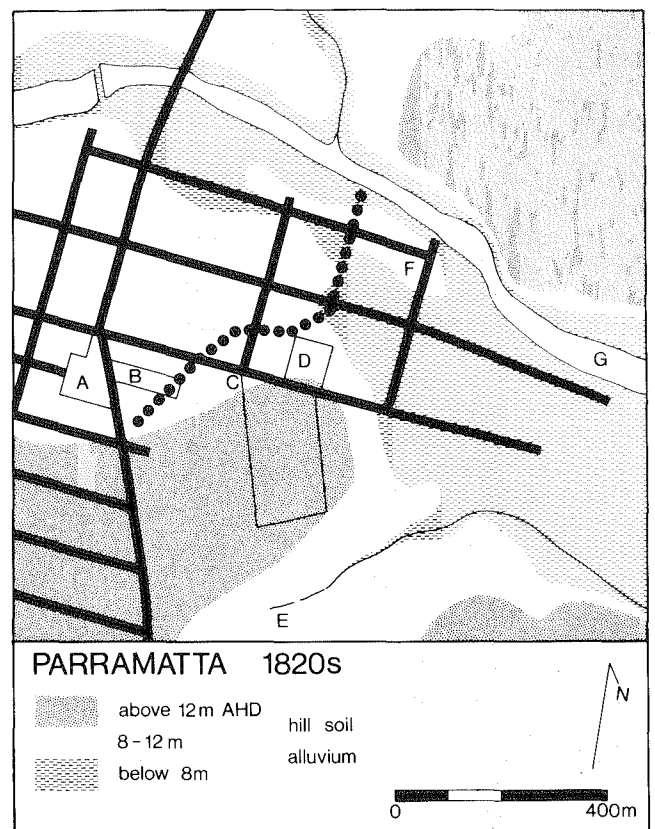 F
G
D
A
B
C
E
PARRAMATTA 1820s
above 12m AHD
8-12 m
below 8m
hill soil
alluvium
N
0 400m